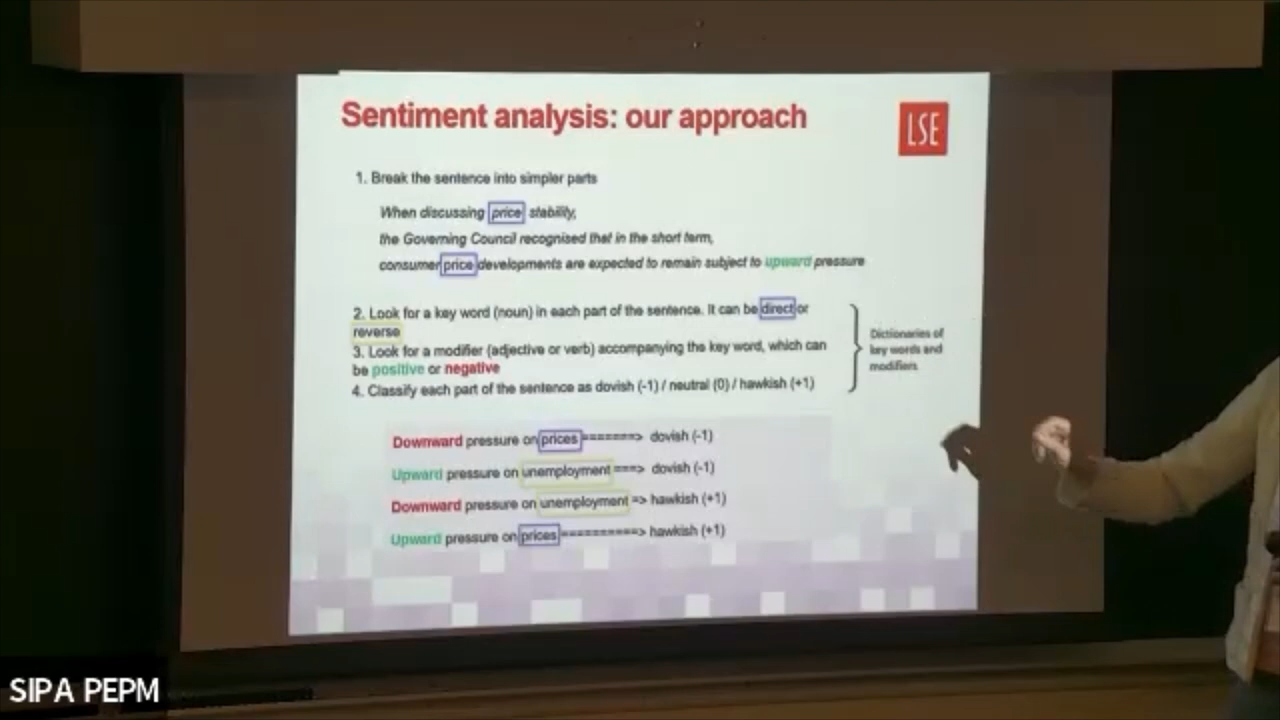 Sentiment analysis: our approach
LSE
1. Break the sentence into simpler parts
When discussing price stability,
the Governing Council recognised that in the short term,
consumer price developments are expected to remain subject to upward pressure
2. Look for a key word (noun) in each part of the sentence. It can be direct or
reverse
3. Look for a modifier (adjective or verb) accompanying the key word, which can
be positive or negative
4. Classify each part of the sentence as dovish (-1) / neutral (0) / hawkish (+1)
Dictionaries of
key words and
modifiers
Downward pressure on prices =======> dovish (-1)
Upward pressure on unemployment ===> dovish (-1)
Downward pressure on unemployment => hawkish (+1)
Upward pressure on prices ==========> hawkish (+1)
SIPA PEPM